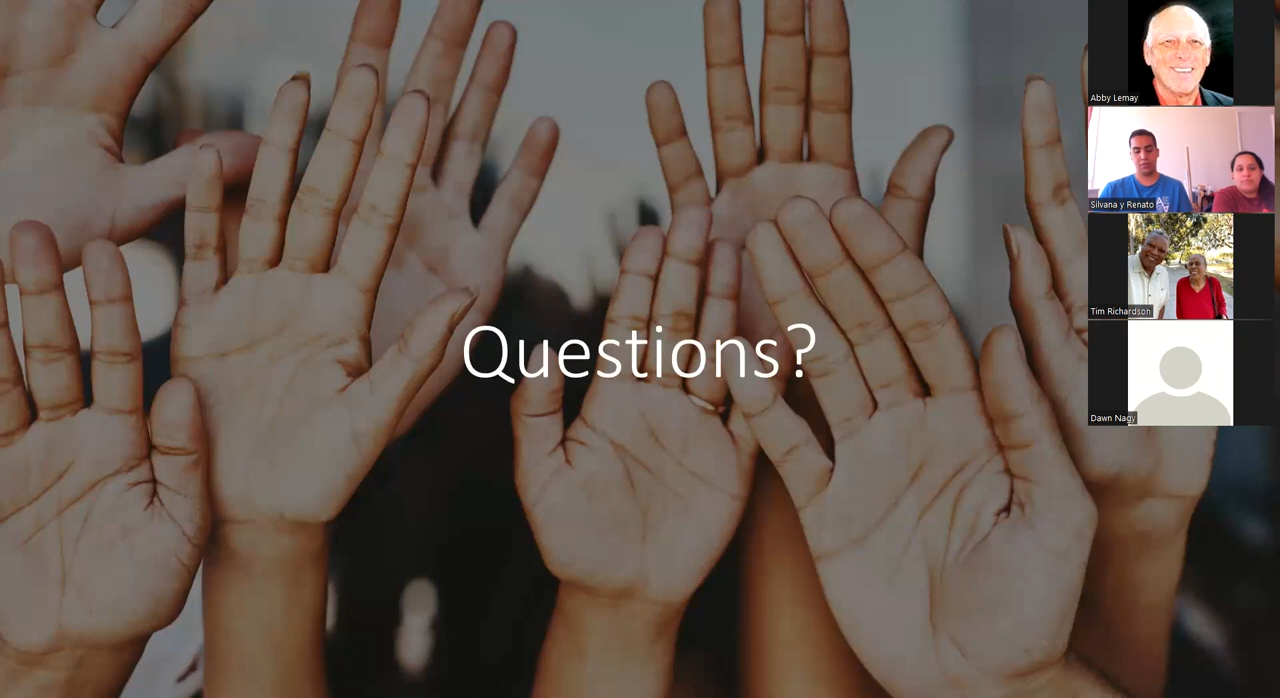 Questions?
Abby Lemay
Silvana y Renato
Tim Richardson
Dawn Nagy